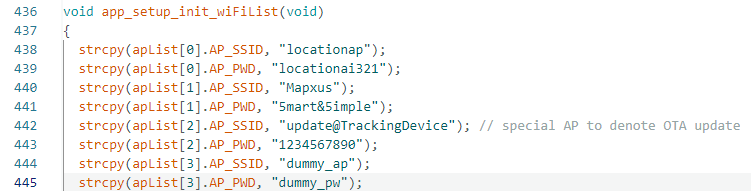 436 void app_setup_init_wiFiList(void)
437 {
438 strcpy(apList[0].AP_SSID, "locationap");
439 strcpy(apList[0].AP_PWD, "locationai321");
440 strcpy(apList[1].AP_SSID, "Mapxus");
441 strcpy(apList[1].AP_PWD, "5mart&5imple");
442 strcpy(apList[2].AP_SSID, "update@TrackingDevice"); // special AP to denote OTA update
443 strcpy(apList[2].AP_PWD, "1234567890");
444 strcpy(apList[3].AP_SSID, "dummy_ap");
445 strcpy(apList[3].AP_PWD, "dummy_pw");